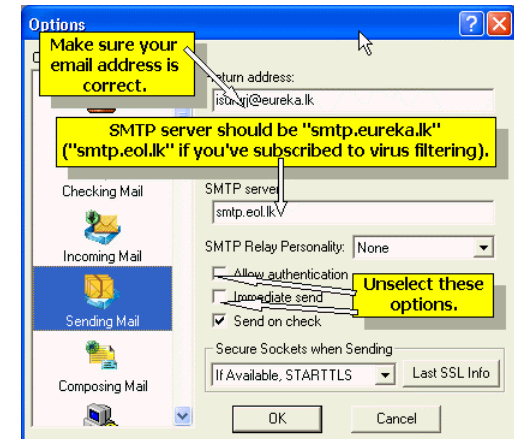 Options
Make sure your
email address is
correct.
return address:
@eureka.lk
SMTP server should be "smtp.eureka.lk"
("smtp.eol.lk" if you've subscribed to virus filtering).
Checking Mail
SMTP server
smtp.eol.lk
Incoming Mail
SMTP Relay Personality:
None
Allow authentication
Unselect these
options.
Immediate send
Sending Mail
Send on check
Secure Sockets when Sending
If Available, STARTTLS
Last SSL Info
Composing Mail
OK
Cancel